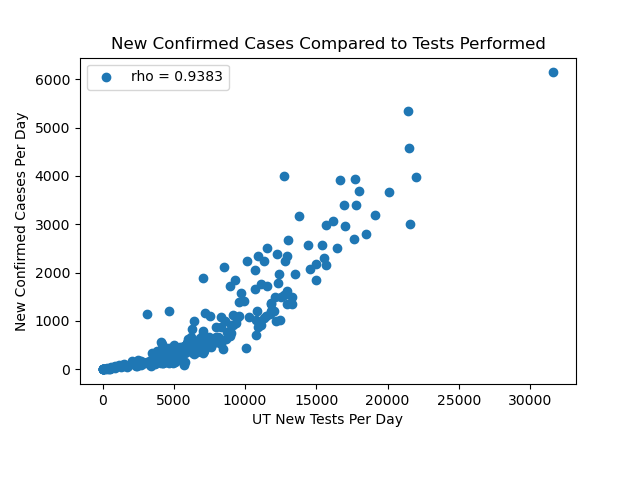 New Confirmed Cases Compared to Tests Performed
rho = 0.9383
6000
5000
4000
3000
2000
1000
0
New Confirmed Caeses Per Day
0 5000 10000 15000 20000 25000 30000
UT New Tests Per Day